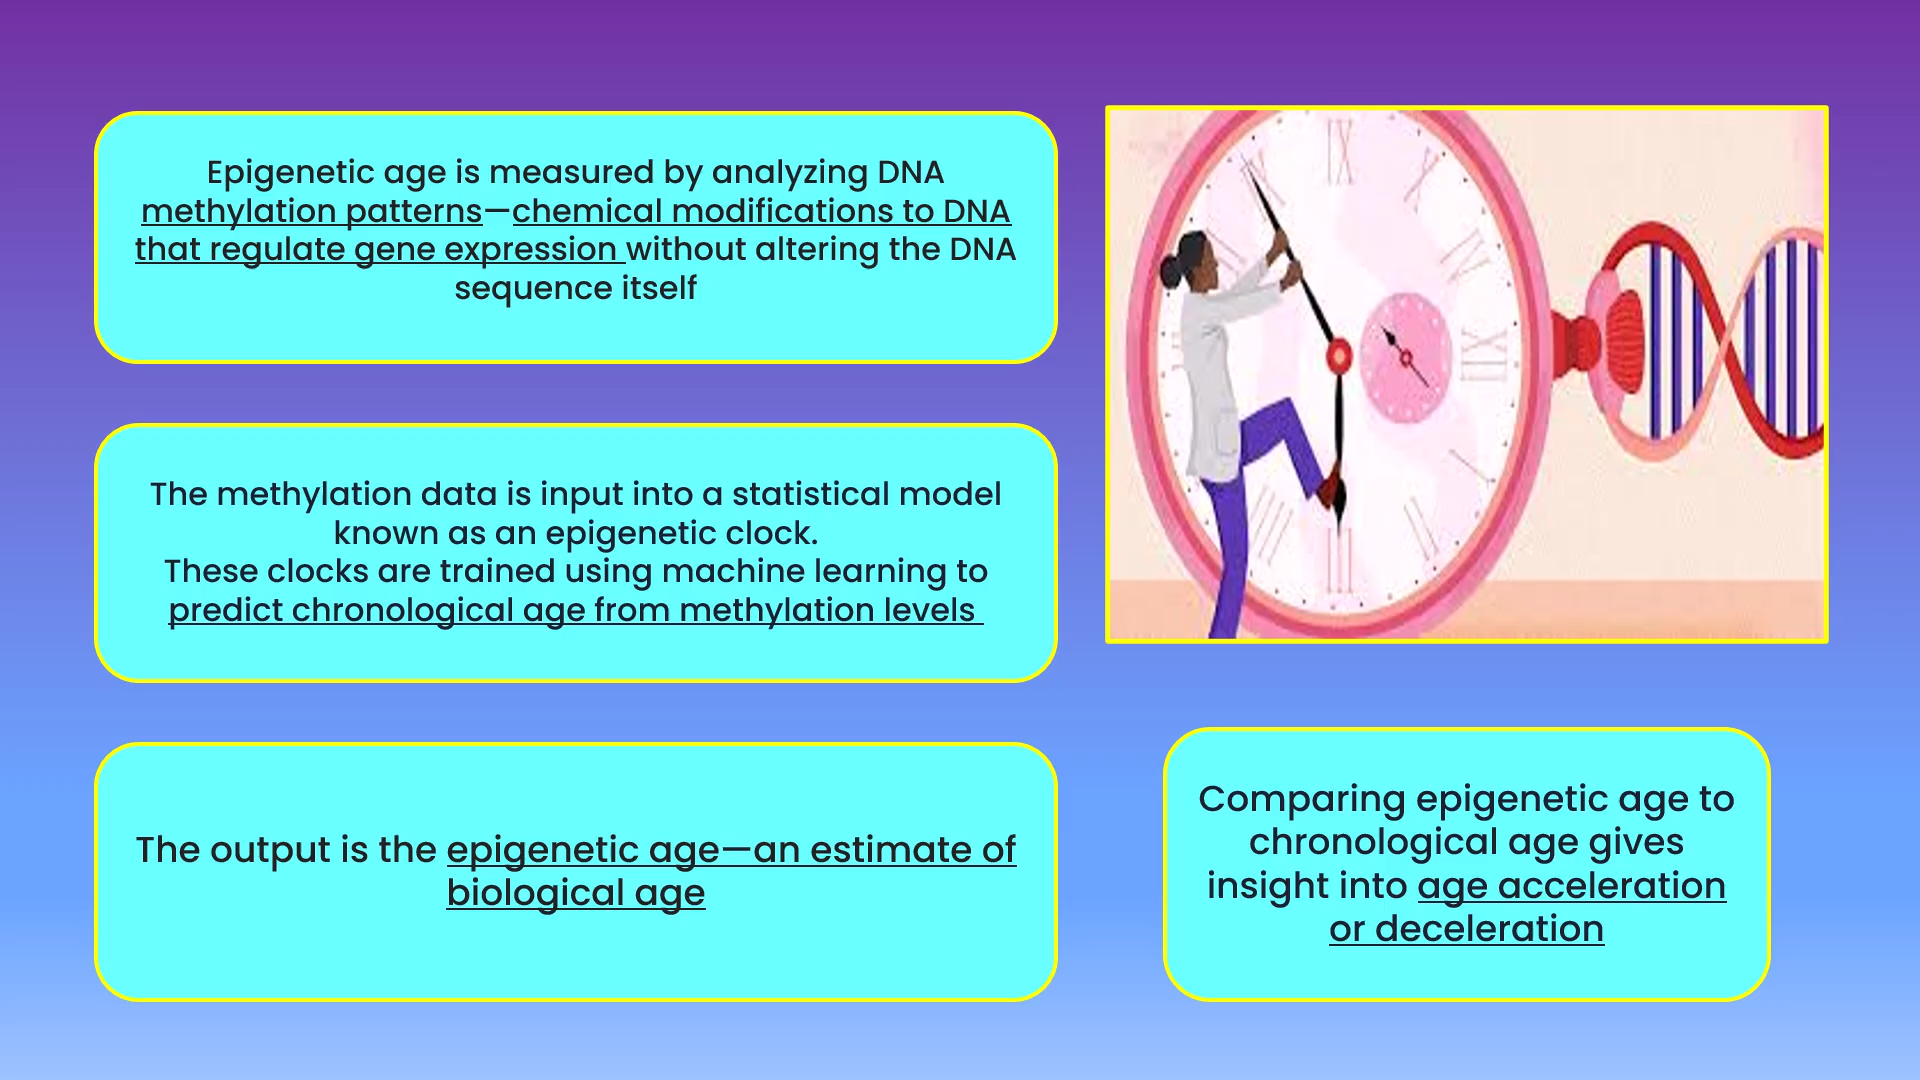 Epigenetic age is measured by analyzing DNA
methylation patterns—chemical modifications to DNA
that regulate gene expression without altering the DNA
sequence itself
The methylation data is input into a statistical model
known as an epigenetic clock.
These clocks are trained using machine learning to
predict chronological age from methylation levels
The output is the epigenetic age—an estimate of
biological age
Comparing epigenetic age to
chronological age gives
insight into age acceleration
or deceleration